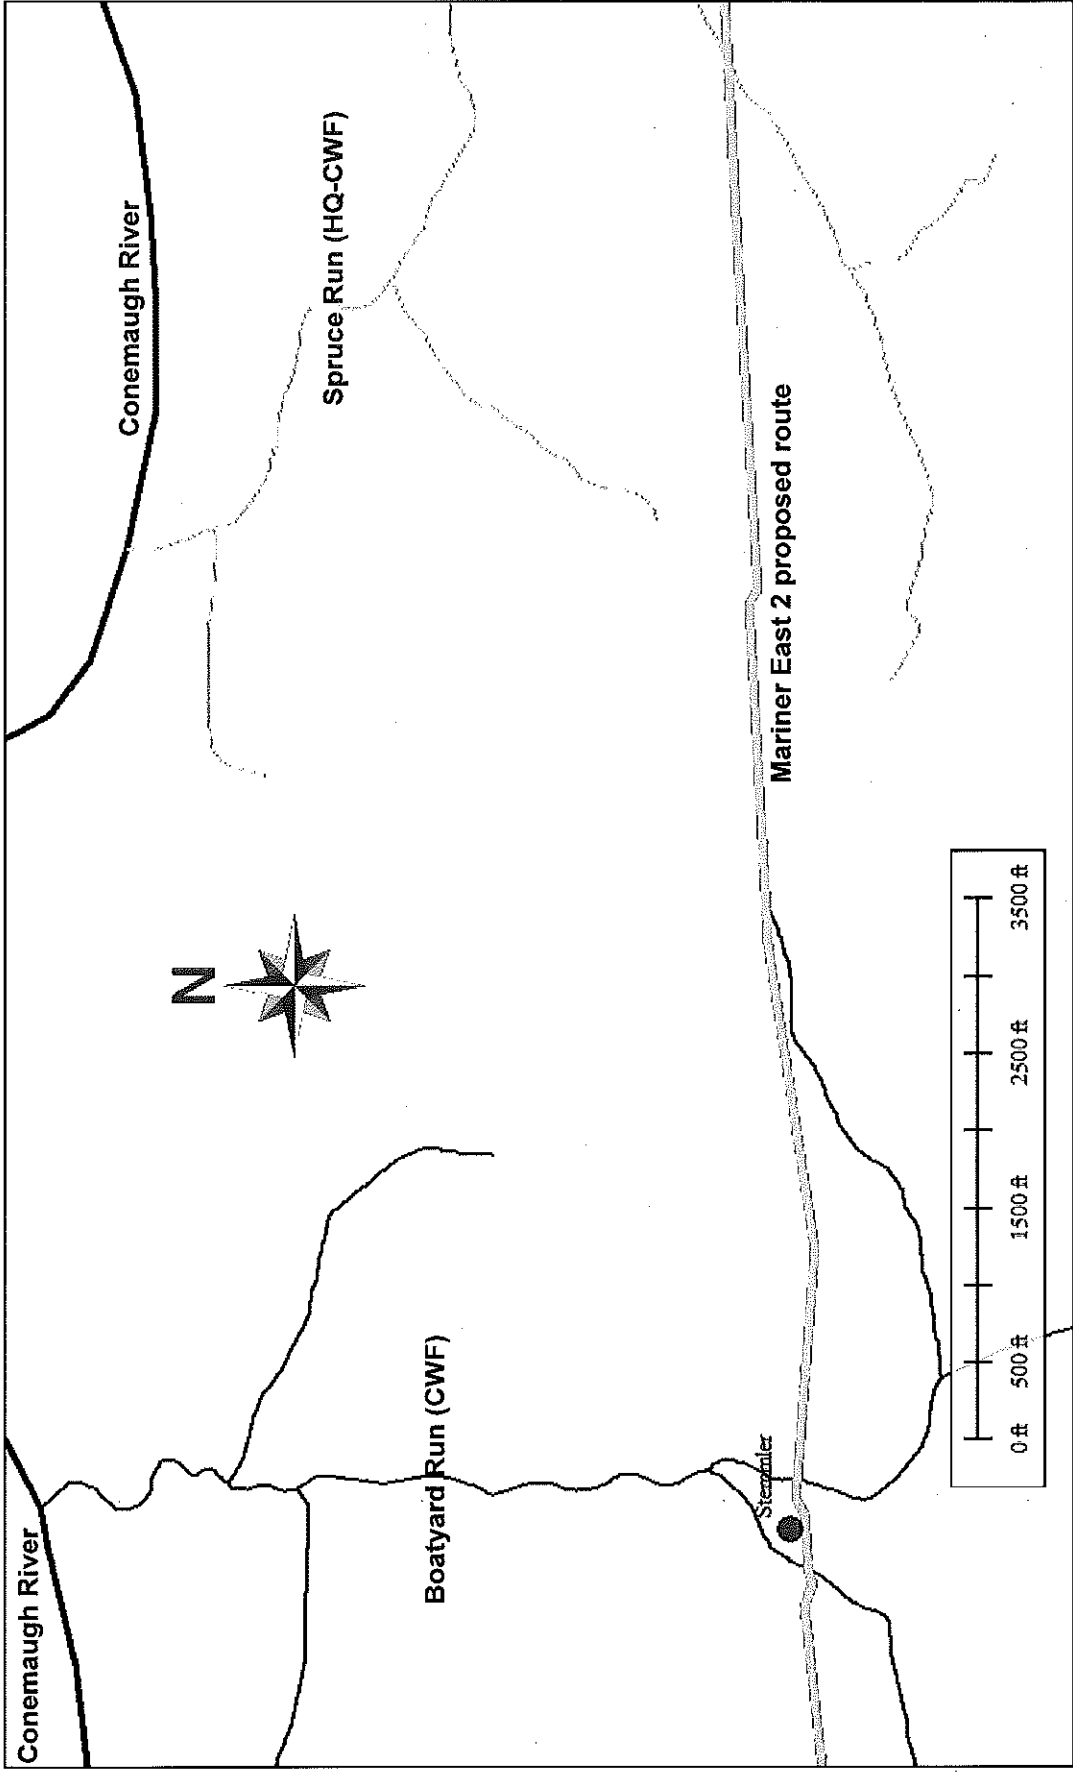 Conemaugh River
Conemaugh River
Spruce Run (HQ-CWF)
N
Boatyard Run (CWF)
Stemmler
Mariner East 2 proposed route
0 ft 500 ft 1500 ft 2500 ft 3500 ft